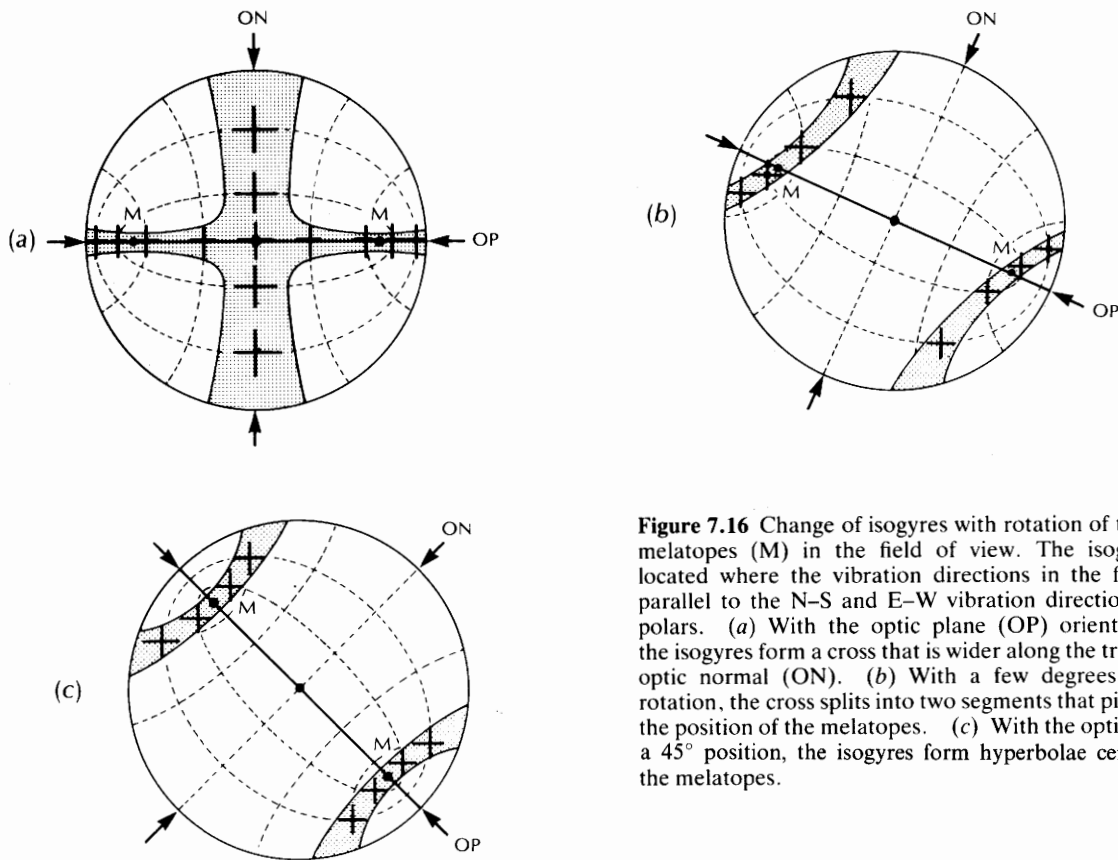 ON
M
M
(a)
OP
ON
(b)
M
M
OP
ON
M
(c)
M
OP
Figure 7.16 Change of isogyres with rotation of
melatopes (M) in the field of view. The
located where the vibration directions in the
parallel to the N–S and E–W vibration
polars. (a) With the optic plane (OP)
the isogyres form a cross that is wider along the
optic normal (ON). (b) With a few degrees
rotation, the cross splits into two segments that
the position of the melatopes. (c) With the
a 45° position, the isogyres form hyperbolae
the melatopes.